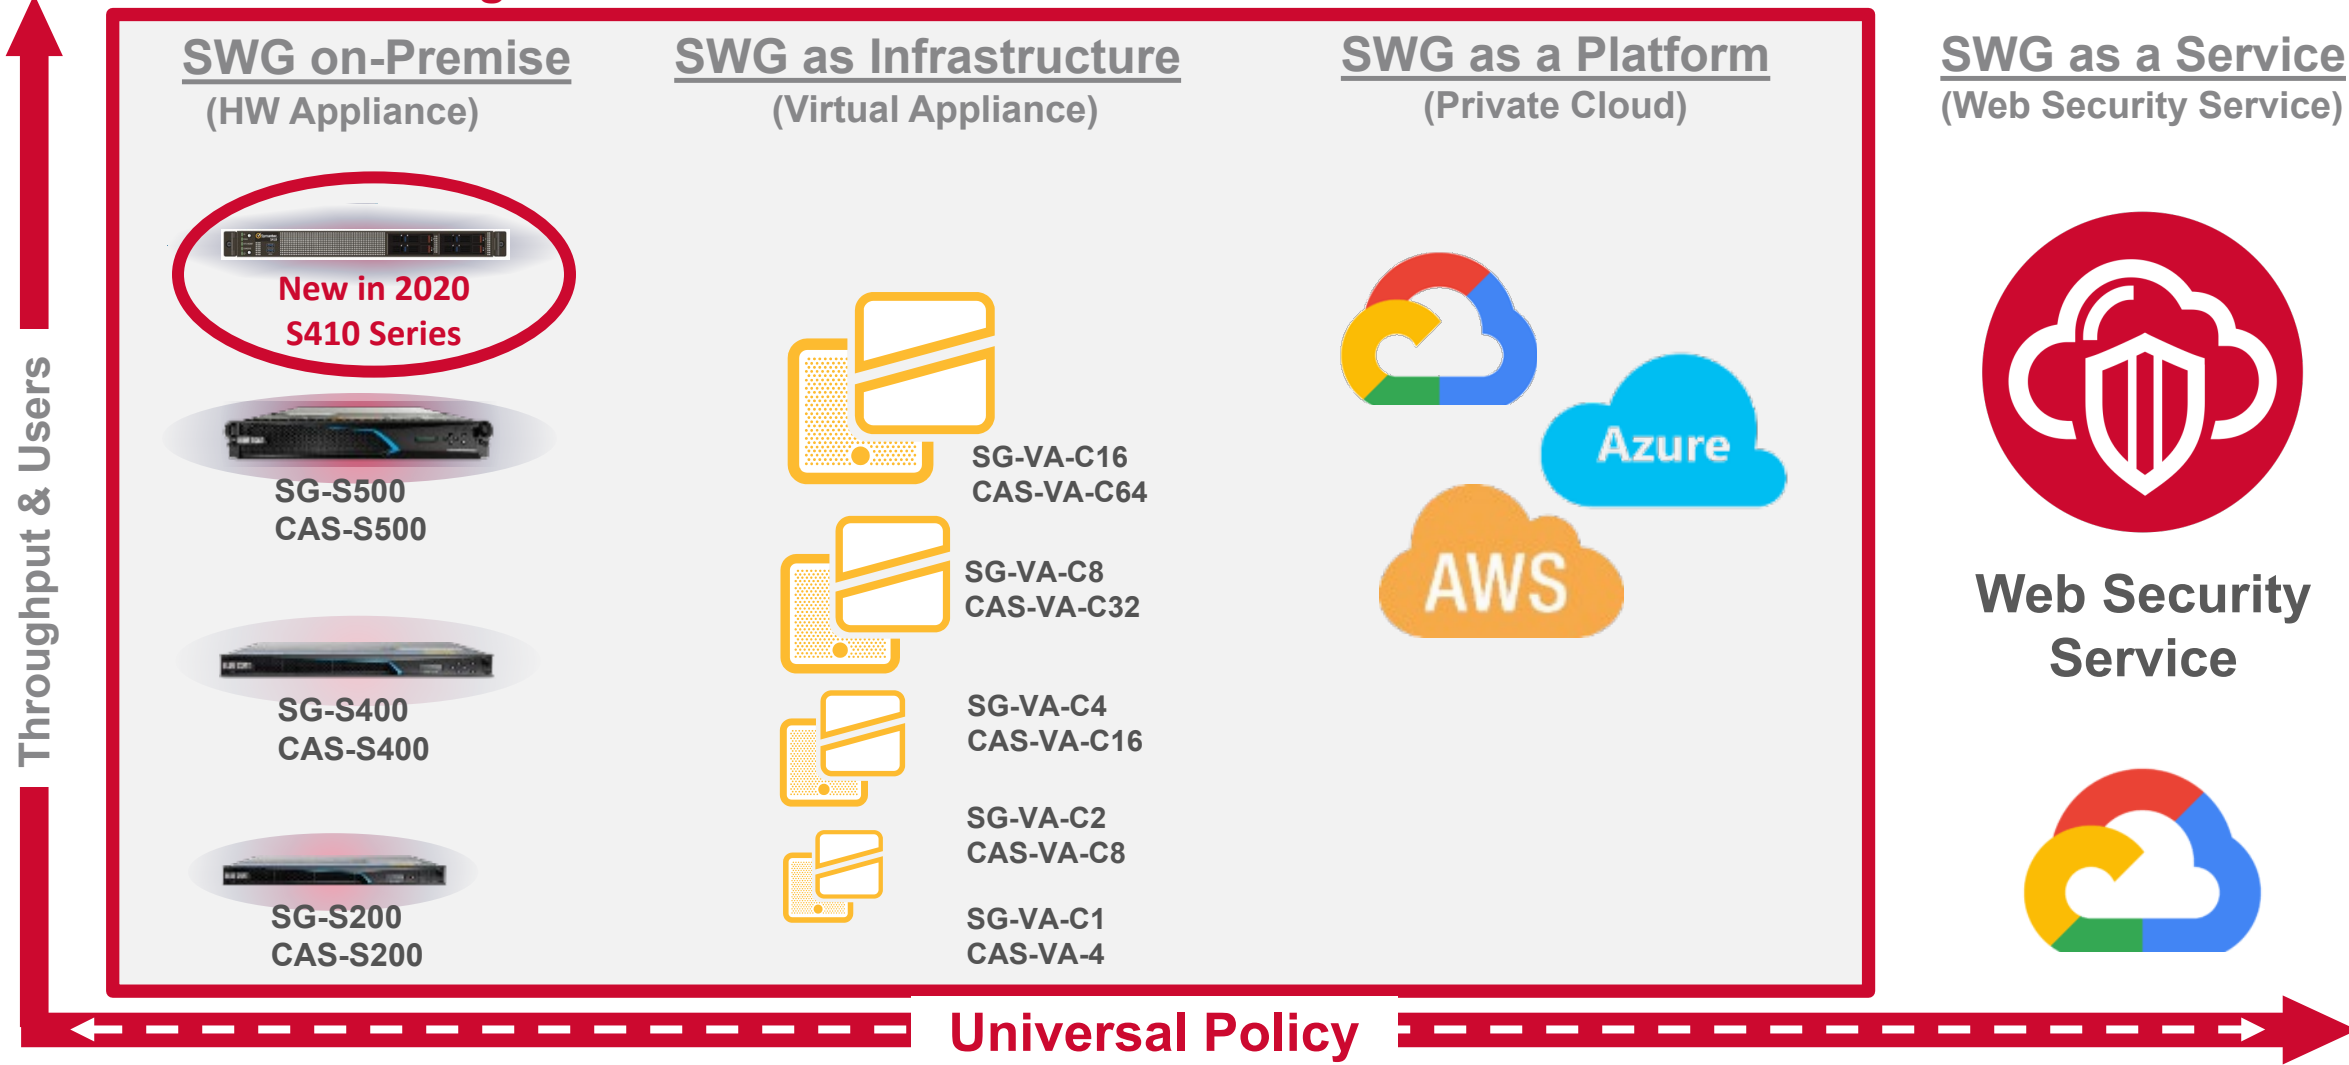 SWG on-Premise
(HW Appliance)
New in 2020
S410 Series
SG-S500
CAS-S500
SG-S400
CAS-S400
SG-S200
CAS-S200
SWG as Infrastructure
(Virtual Appliance)
SG-VA-C16
CAS-VA-C64
SG-VA-C8
CAS-VA-C32
SG-VA-C4
CAS-VA-C16
SG-VA-C2
CAS-VA-C8
SG-VA-C1
CAS-VA-4
SWG as a Platform
(Private Cloud)
Azure
AWS
SWG as a Service
(Web Security Service)
Web Security
Service
Throughput & Users
Universal Policy